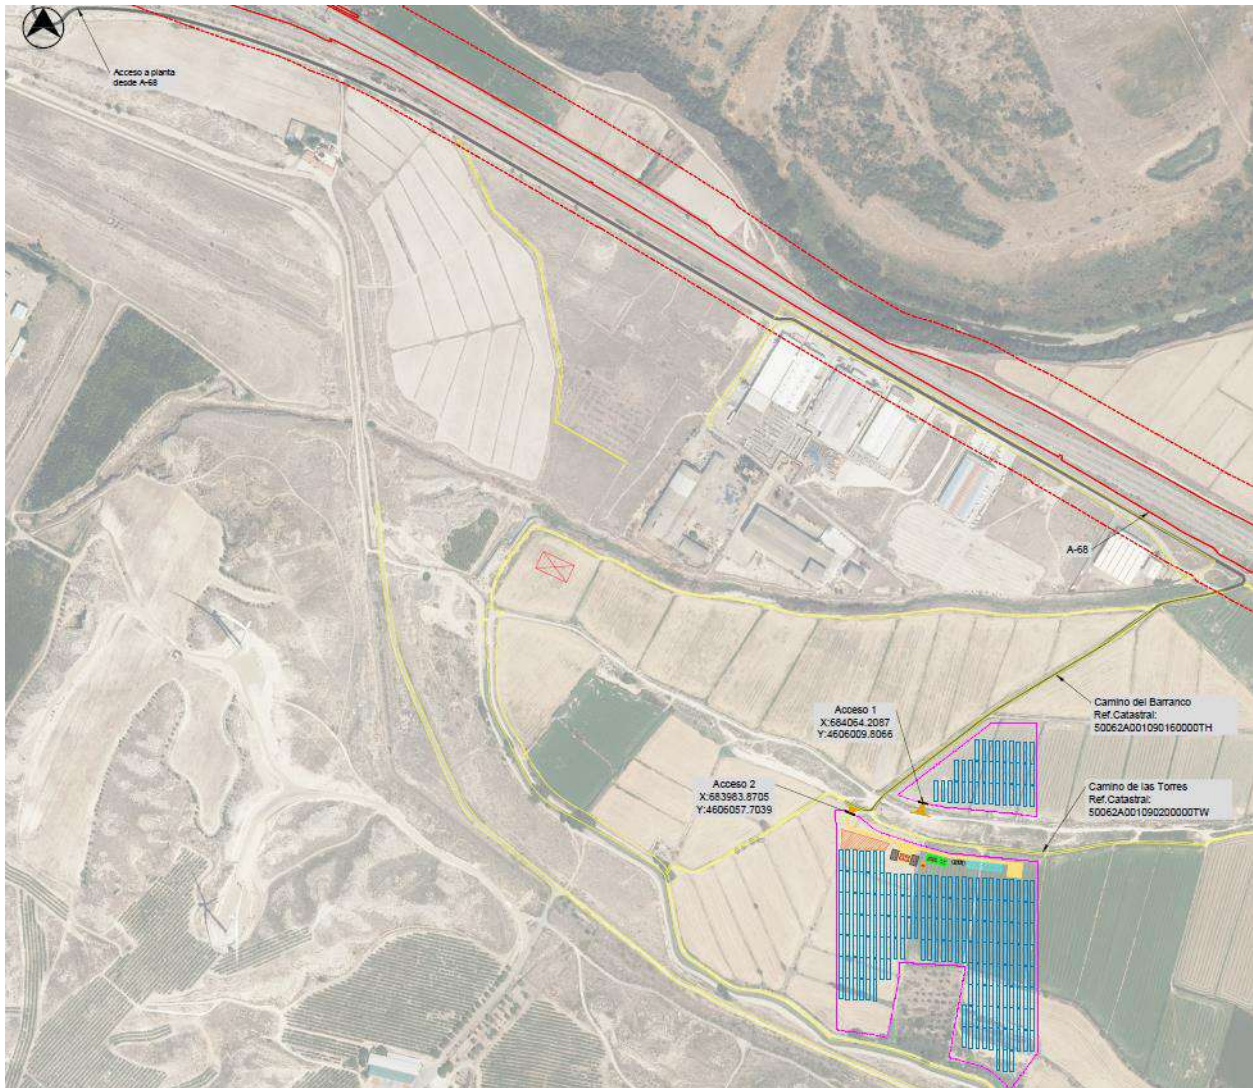 Acceso a planta
desde A-68
A-68
Camino del Barranco
Ref.Catastral:
50062A001090160000TH
Acceso 1
X:684064.2087
Y:4606009.8066
Acceso 2
X:683983.8705
Y:4606057.7039
Camino de las Torres
Ref.Catastral:
50062A001090200000TW